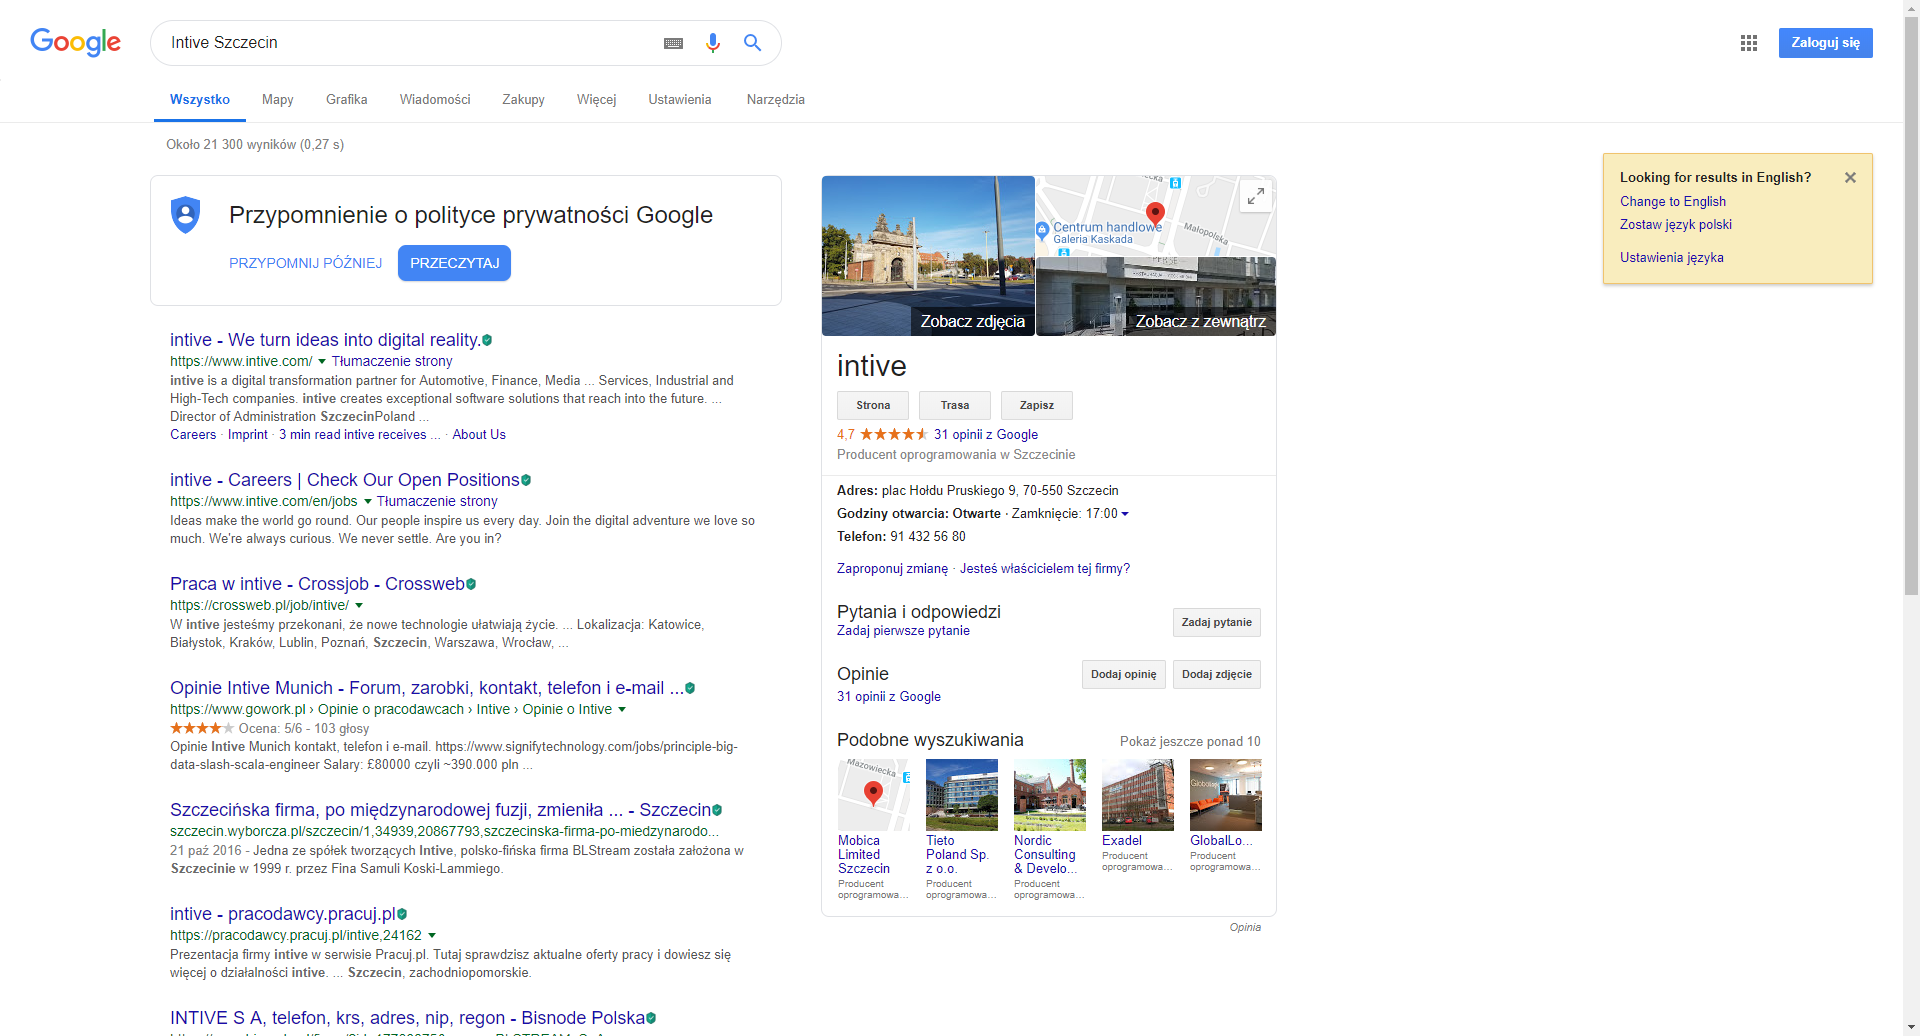 Google
Intive Szczecin
Zaloguj się
Wszystko
Mapy
Grafika
Wiadomości
Zakupy
Więcej
Ustawienia
Narzędzia
Około 21 300 wyników (0,27 s)
Przypomnienie o polityce prywatności Google
PRZYPOMNIJ PÓŹNIEJ
PRZECZYTAJ
intive - We turn ideas into digital reality.
https://www.intive.com/ Tłumaczenie strony
intive is a digital transformation partner for Automotive, Finance, Media ... Services, Industrial and
High-Tech companies. intive creates exceptional software solutions that reach into the future. ...
Director of Administration SzczecinPoland ...
Careers · Imprint · 3 min read intive receives ... · About Us
intive - Careers | Check Our Open Positions
https://www.intive.com/en/jobs Tłumaczenie strony
Ideas make the world go round. Our people inspire us every day. Join the digital adventure we love so
much. We're always curious. We never settle. Are you in?
Praca w intive - Crossjob - Crossweb
https://crossweb.pl/job/intive/
W intive jesteśmy przekonani, że nowe technologie ułatwiają życie. ... Lokalizacja: Katowice,
Białystok, Kraków, Lublin, Poznań, Szczecin, Warszawa, Wrocław, ...
Opinie Intive Munich - Forum, zarobki, kontakt, telefon i e-mail ...
https://www.gowork.pl › Opinie o pracodawcach › Intive › Opinie o Intive
Ocena: 5/6 - 103 głosy
Opinie Intive Munich kontakt, telefon i e-mail. https://www.signifytechnology.com/jobs/principle-big-
data-slash-scala-engineer Salary: £80000 czyli ~390.000 pln ...
Szczecińska firma, po międzynarodowej fuzji, zmieniła ... - Szczecin
szczecin.wyborcza.pl/szczecin/1,34939,20867793,szczecinska-firma-po-miedzynarodo...
21 paź 2016 - Jedna ze spółek tworzących Intive, polsko-fińska firma BLStream została założona w
Szczecinie w 1999 r. przez Fina Samuli Koski-Lammiego.
intive - pracodawcy.pracuj.pl
https://pracodawcy.pracuj.pl/intive,24162
Prezentacja firmy intive w serwisie Pracuj.pl. Tutaj sprawdzisz aktualne oferty pracy i dowiesz się
więcej o działalności intive. ... Szczecin, zachodniopomorskie.
INTIVE S A, telefon, krs, adres, nip, regon - Bisnode Polska
Centrum handlowe
Galeria Kaskada
Małopolska
Zobacz zdjęcia
Zobacz z zewnątrz
intive
Strona
Trasa
Zapisz
4,7 31 opinii z Google
Producent oprogramowania w Szczecinie
Adres: plac Hołdu Pruskiego 9, 70-550 Szczecin
Godziny otwarcia: Otwarte · Zamknięcie: 17:00
Telefon: 91 432 56 80
Zaproponuj zmianę · Jesteś właścicielem tej firmy?
Pytania i odpowiedzi
Zadaj pierwsze pytanie
Zadaj pytanie
Opinie
31 opinii z Google
Dodaj opinię
Dodaj zdjęcie
Podobne wyszukiwania
Pokaż jeszcze ponad 10
Mazowiecka
Mobica
Limited
Szczecin
Producent
oprogramowa...
Tieto
Poland Sp.
z o.o.
Producent
oprogramowa...
Nordic
Consulting
& Develo...
Producent
oprogramowa...
Exadel
Producent
oprogramowa...
GlobalLo...
Producent
oprogramowa...
Opinia
Looking for results in English?
Change to English
Zostaw język polski
Ustawienia języka